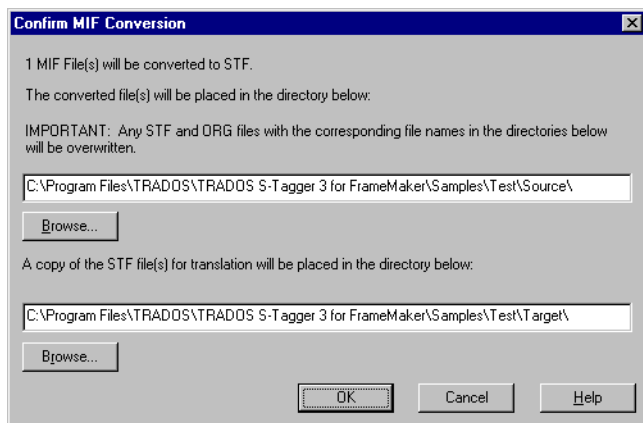 Confirm MIF Conversion
1 MIF File(s) will be converted to STF.
The converted file(s) will be placed in the directory below:
IMPORTANT: Any STF and ORG files with the corresponding file names in the directories below
will be overwritten.
C:\Program Files\TRADOS\TRADOS S-Tagger 3 for FrameMaker\Samples\Test\Source\
Browse...
A copy of the STF file(s) for translation will be placed in the directory below:
C:\Program Files\TRADOS\TRADOS S-Tagger 3 for FrameMaker\Samples\Test\Target\
Browse...
OK Cancel Help